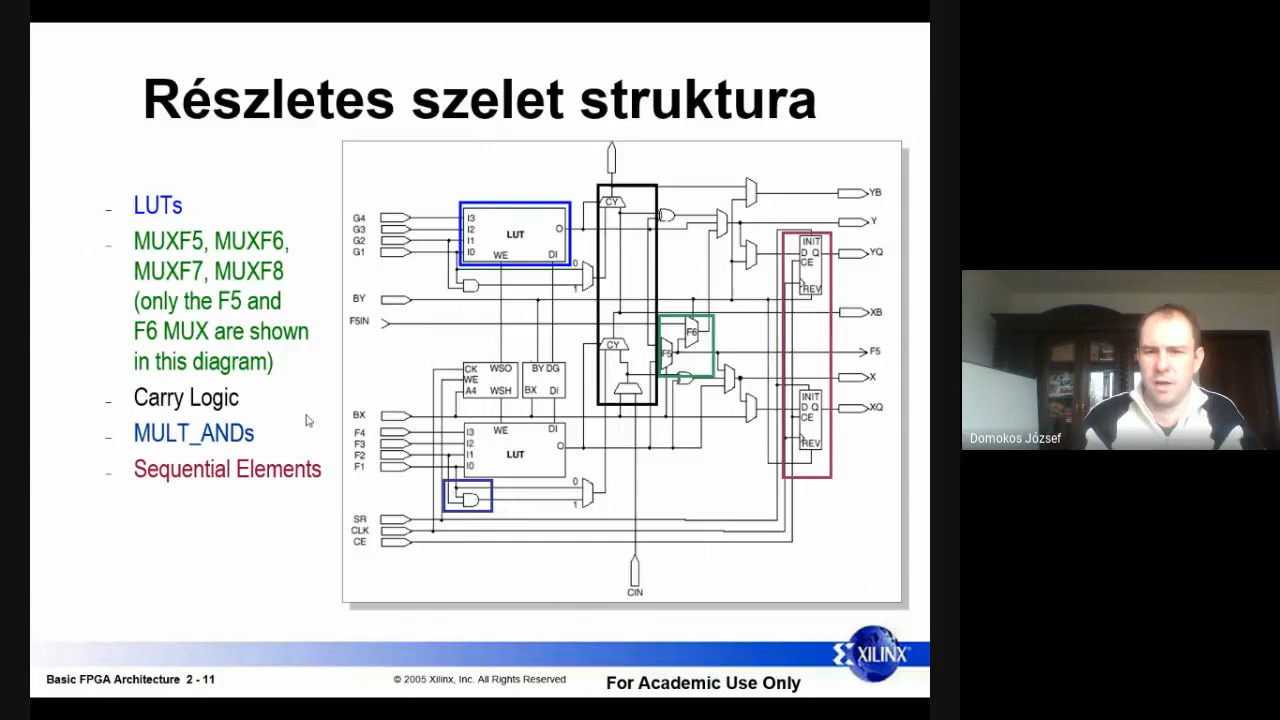 Részletes szelet struktura
– LUTs
– MUXF5, MUXF6,
MUXF7, MUXF8
(only the F5 and
F6 MUX are shown
in this diagram)
– Carry Logic
– MULT_ANDs
– Sequential Elements
G4
G3
G2
G1
I3
I2
I1
I0
LUT
O
WE
DI
0
1
BY
F5IN
CY
YB
Y
INIT
D Q
CE
REV
YQ
XB
F6
F5
F5
CY
CK
WE
A4
WSO
WSH
BY DG
BX
DI
X
BX
F4
F3
F2
F1
WE
DI
I3
I2
I1
I0
LUT
O
INIT
D Q
CE
REV
XQ
0
1
SR
CLK
CE
CIN
XILINX®
Basic FPGA Architecture 2 - 11
© 2005 Xilinx, Inc. All Rights Reserved
For Academic Use Only
Domokos József